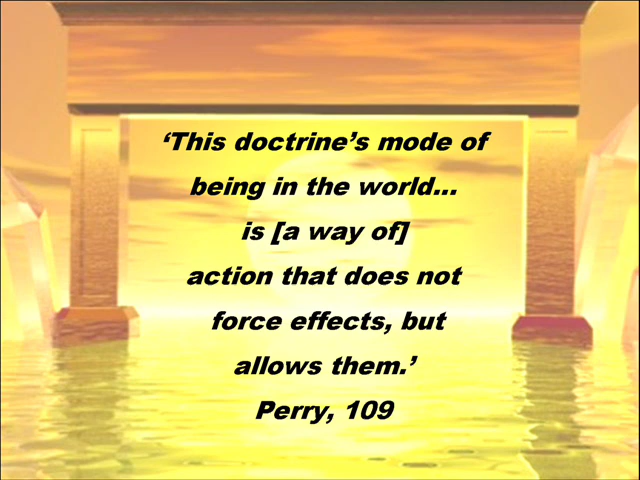 ‘This doctrine’s mode of
being in the world...
is [a way of]
action that does not
force effects, but
allows them.’
Perry, 109